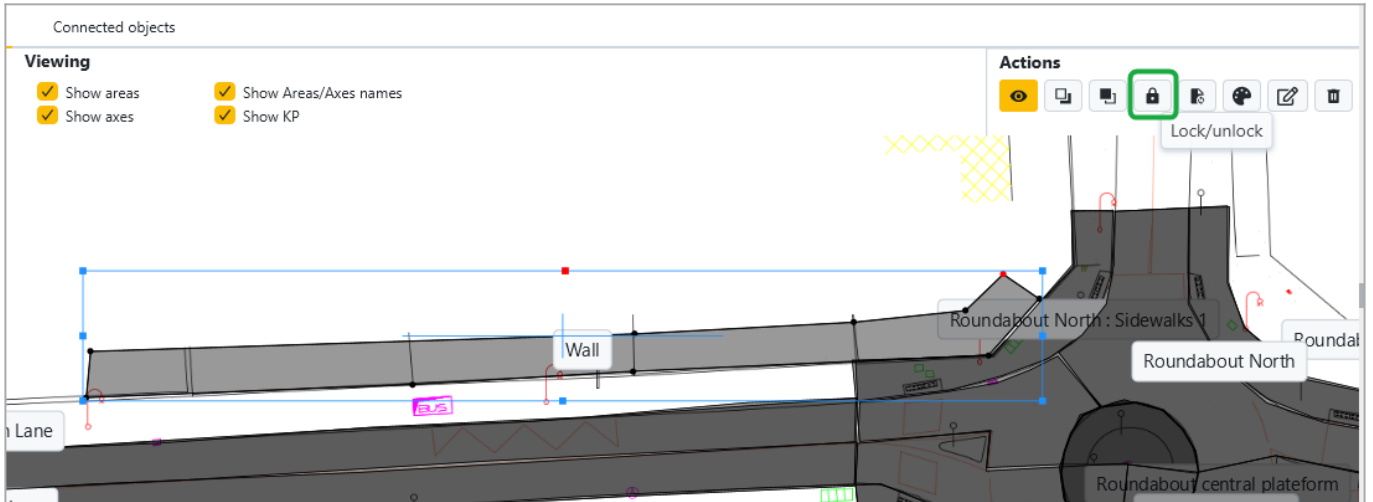 Connected objects
Viewing
Actions
Show areas
Show Areas/Axes names
Show axes
Show KP
Lock/unlock
Roundabout North : Sidewalks 1
Wall
Roundabout North
BUS
Lane
Roundabout central plateform